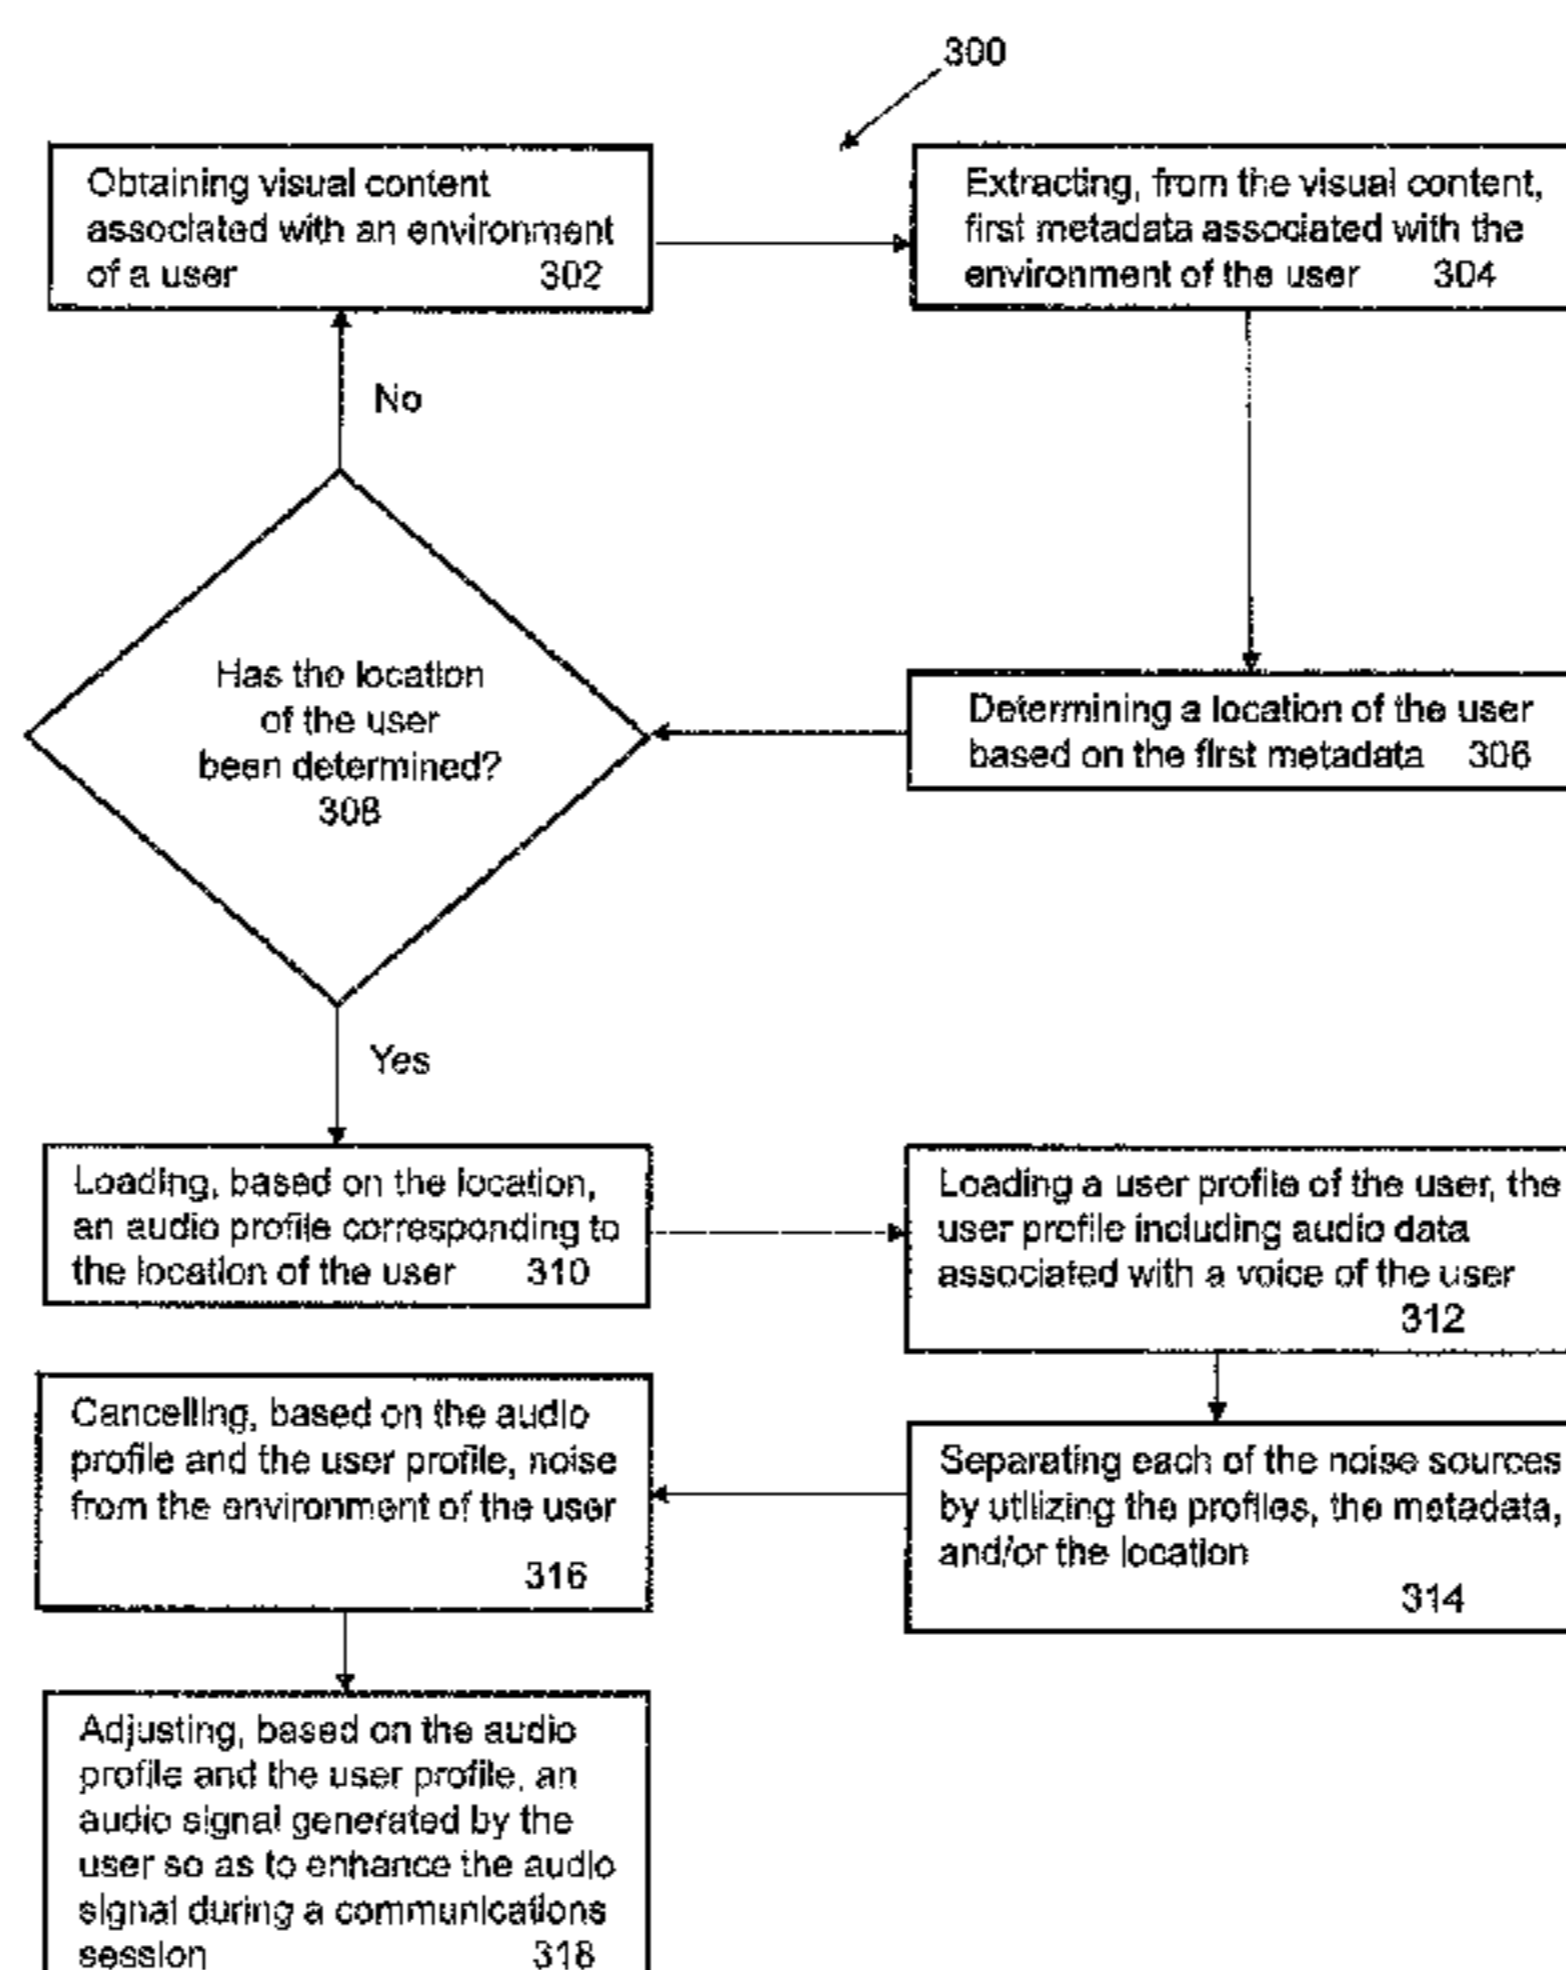 300
Obtaining visual content
associated with an environment
of a user 302
Extracting, from the visual content,
first metadata associated with the
environment of the user 304
No
Has the location
of the user
been determined?
308
Determining a location of the user
based on the first metadata 306
Yes
Loading, based on the location,
an audio profile corresponding to
the location of the user 310
Loading a user profile of the user, the
user profile including audio data
associated with a voice of the user
312
Cancelling, based on the audio
profile and the user profile, noise
from the environment of the user
316
Separating each of the noise sources
by utilizing the profiles, the metadata,
and/or the location
314
Adjusting, based on the audio
profile and the user profile, an
audio signal generated by the
user so as to enhance the audio
signal during a communications
session 318